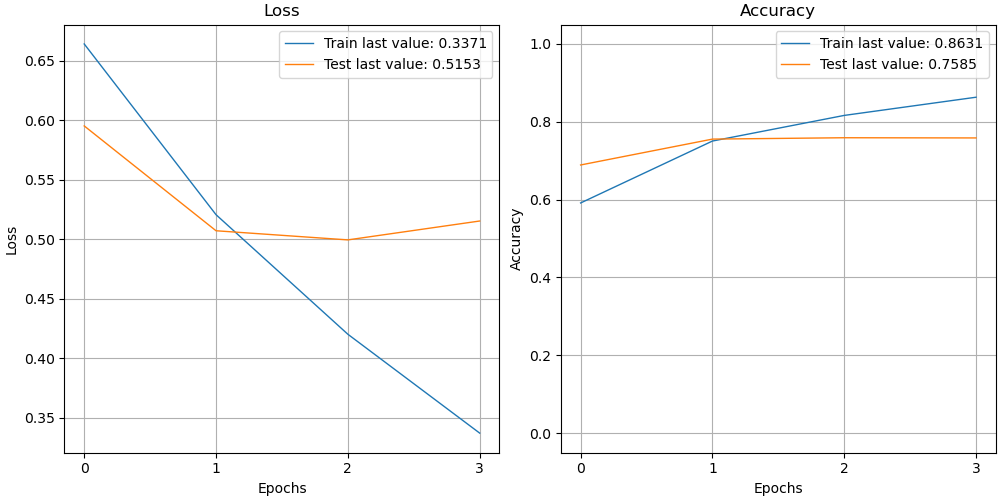 Loss
Train last value: 0.3371
Test last value: 0.5153
0.65
0.60
0.55
0.50
0.45
0.40
0.35
Loss
0
1
2
3
Epochs
Accuracy
Train last value: 0.8631
Test last value: 0.7585
1.0
0.8
0.6
0.4
0.2
0.0
Accuracy
0
1
2
3
Epochs